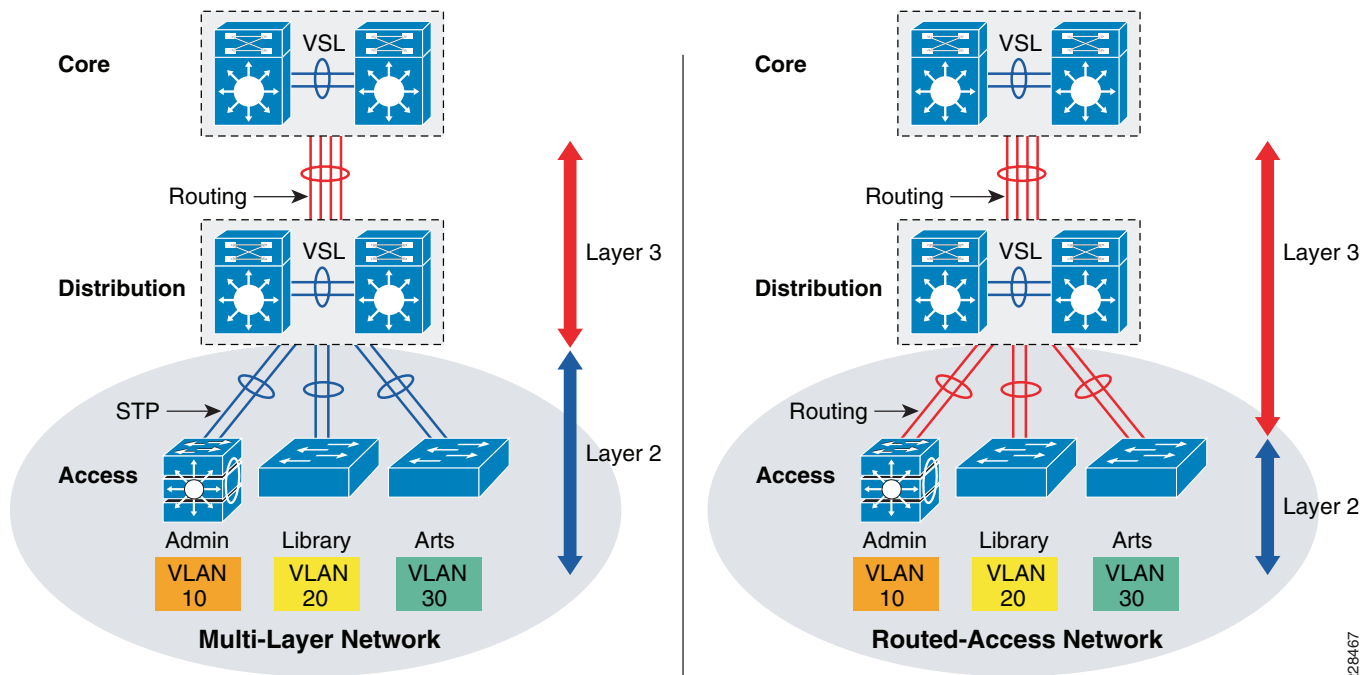 Core
VSL
Routing
Layer 3
Distribution
VSL
STP
Layer 2
Access
Admin
Library
Arts
VLAN
10
VLAN
20
VLAN
30
Multi-Layer Network
Core
VSL
Routing
Layer 3
Distribution
VSL
Routing
Access
Layer 2
Admin
Library
Arts
VLAN
10
VLAN
20
VLAN
30
Routed-Access Network
228467